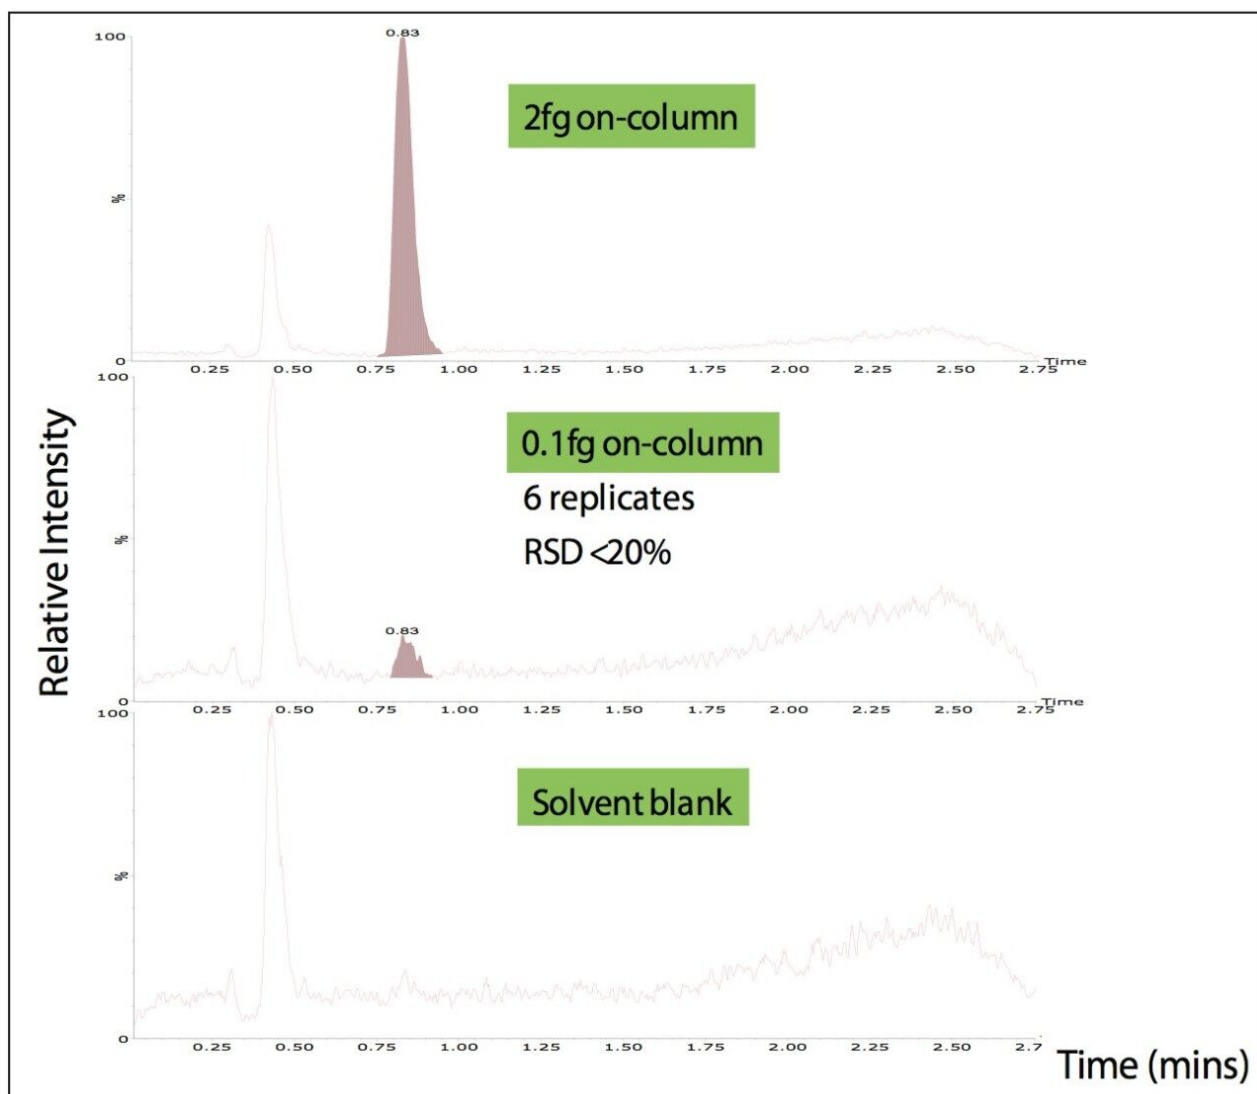 100
0.83
2fg on-column
%
0
0.25 0.50 0.75 1.00 1.25 1.50 1.75 2.00 2.25 2.50 2.75
Time
100
0.1fg on-column
6 replicates
RSD <20%
%
0.83
0
0.25 0.50 0.75 1.00 1.25 1.50 1.75 2.00 2.25 2.50 2.75
Time
100
Solvent blank
%
0
0.25 0.50 0.75 1.00 1.25 1.50 1.75 2.00 2.25 2.50 2.7
Relative Intensity
Time (mins)